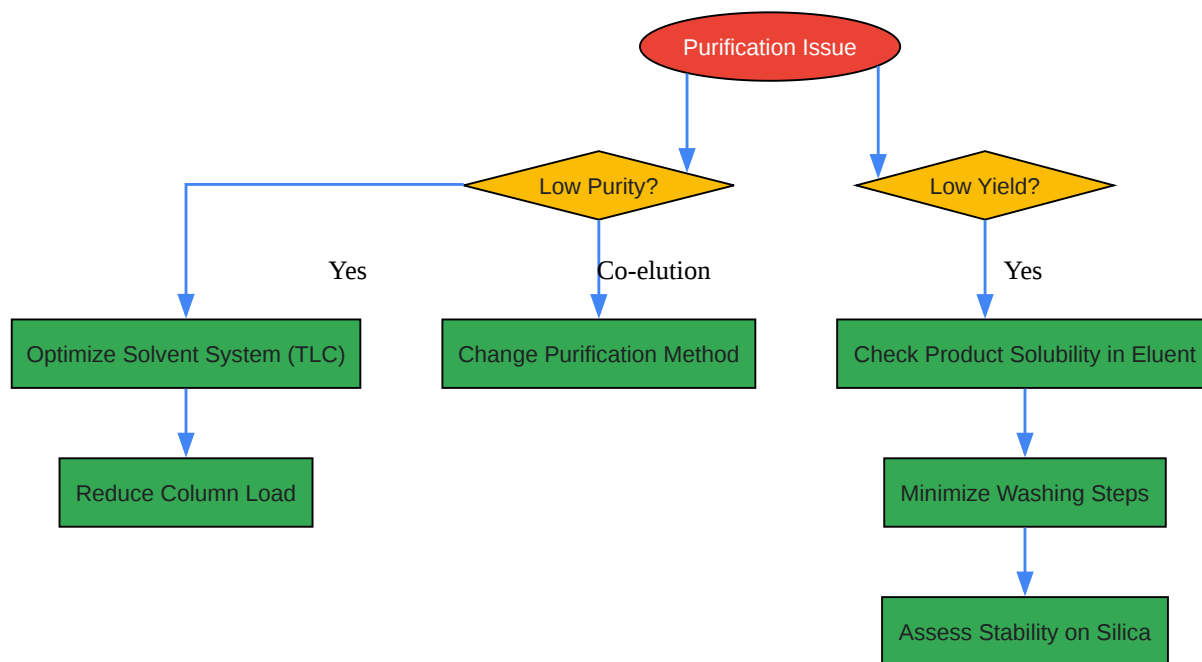 Purification Issue
Low Purity?
Low Yield?
Yes
Co-elution
Yes
Optimize Solvent System (TLC)
Change Purification Method
Check Product Solubility in Eluent
Reduce Column Load
Minimize Washing Steps
Assess Stability on Silica